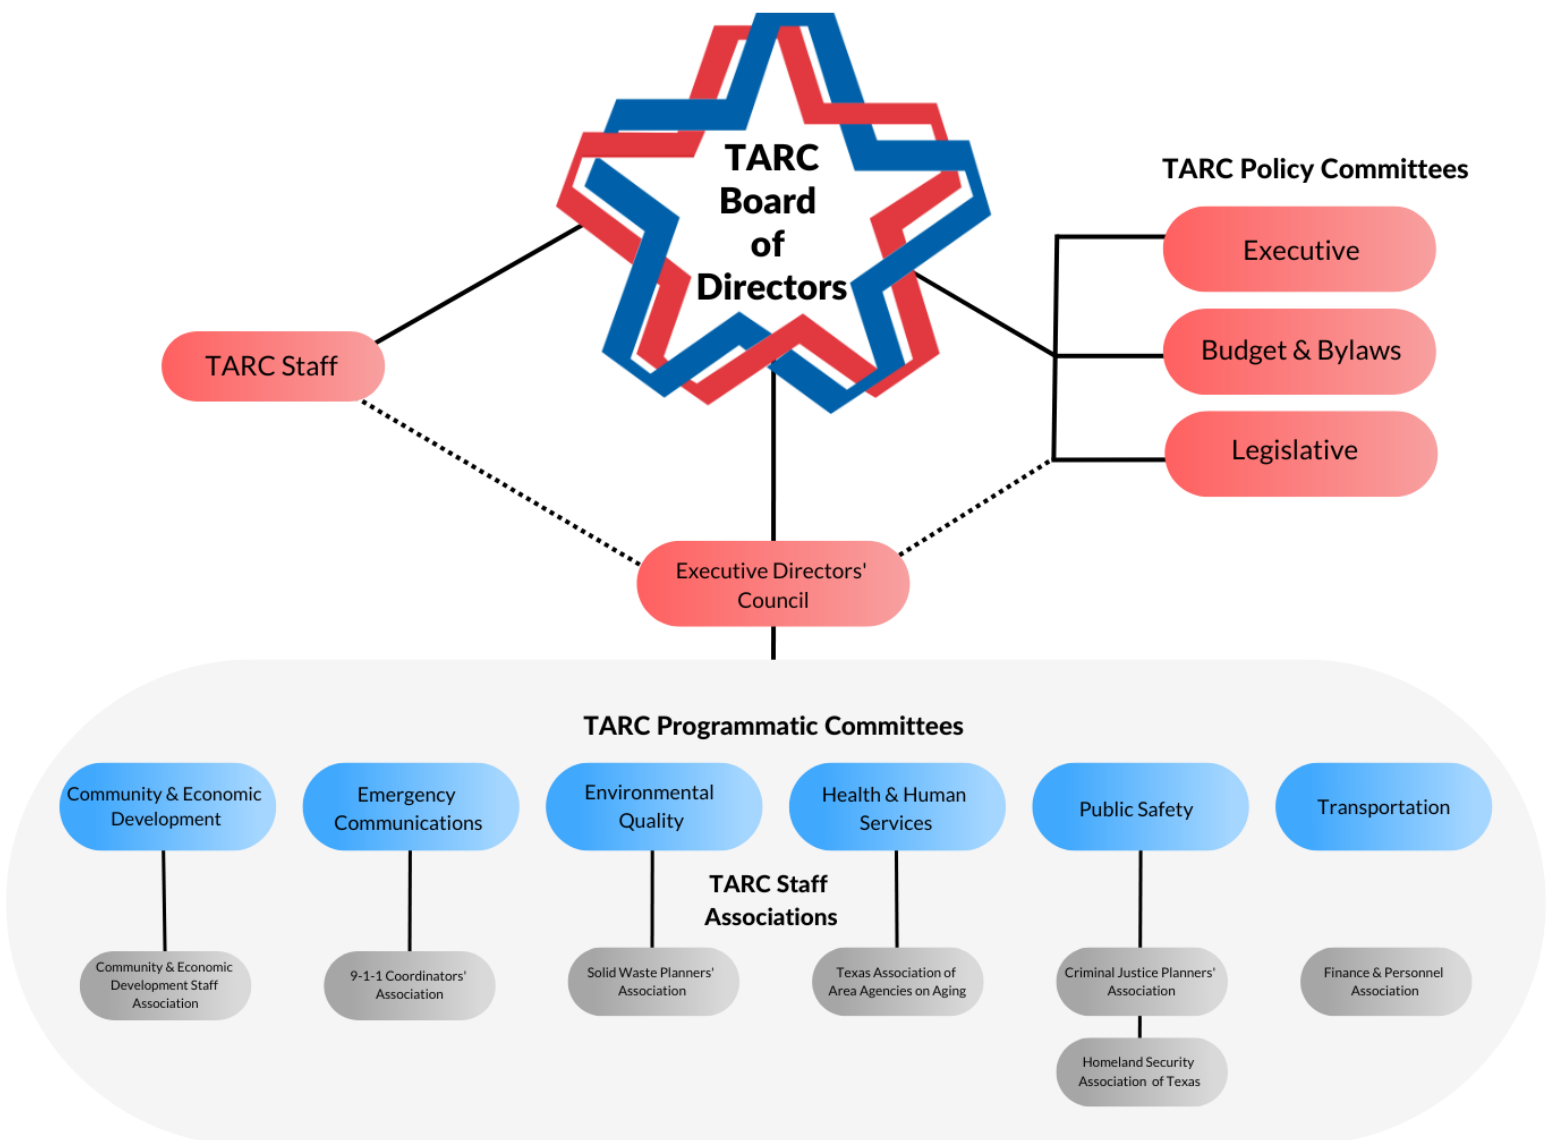 TARC
Board
of
Directors
TARC Policy Committees
Executive
Budget & Bylaws
Legislative
TARC Staff
Executive Directors'
Council
TARC Programmatic Committees
Community & Economic
Development
Emergency
Communications
Environmental
Quality
Health & Human
Services
Public Safety
Transportation
TARC Staff
Associations
Community & Economic
Development Staff
Association
9-1-1 Coordinators'
Association
Solid Waste Planners'
Association
Texas Association of
Area Agencies on Aging
Criminal Justice Planners'
Association
Finance & Personnel
Association
Homeland Security
Association of Texas